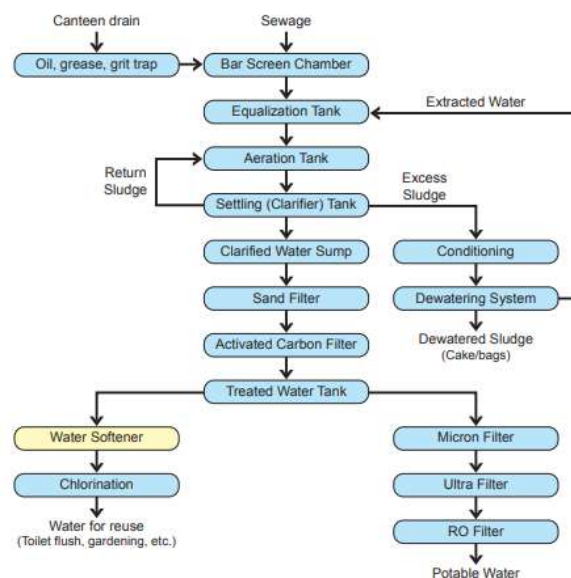 Canteen drain
Sewage
Oil, grease, grit trap
Bar Screen Chamber
Equalization Tank
Extracted Water
Aeration Tank
Return
Sludge
Excess
Sludge
Settling (Clarifier) Tank
Clarified Water Sump
Conditioning
Sand Filter
Dewatering System
Activated Carbon Filter
Dewatered Sludge
(Cake/bags)
Treated Water Tank
Water Softener
Micron Filter
Chlorination
Ultra Filter
Water for reuse
(Toilet flush, gardening, etc.)
RO Filter
Potable Water